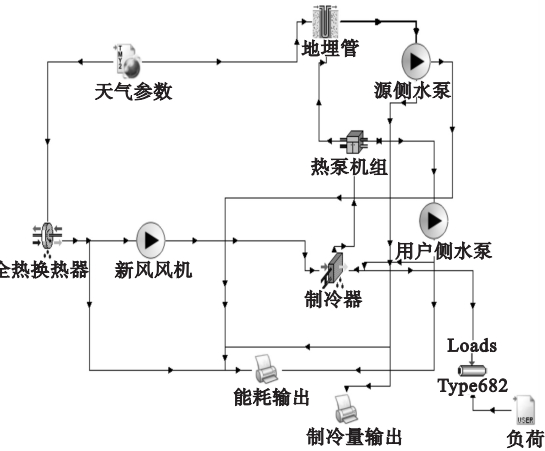 地埋管
天气参数
源侧水泵
热泵机组
用户侧水泵
全热换热器
新风风机
制冷器
Loads
Type682
能耗输出
制冷量输出
USER
负荷